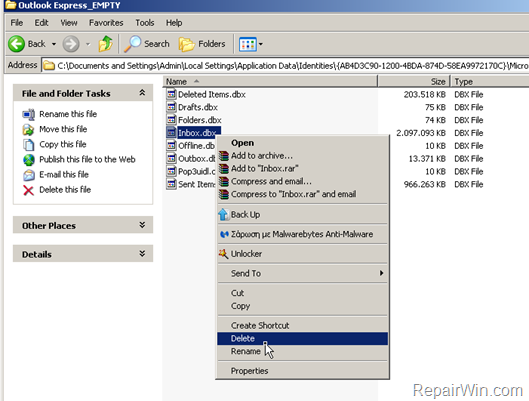 Outlook Express_EMPTY
File Edit View Favorites Tools Help
Back Search Folders
Address C:\Documents and Settings\Admin\Local Settings\Application Data\Identities\{AB4D3C90-1200-4BDA-874D-58EA9972170C}\Micro
File and Folder Tasks
Rename this file
Move this file
Copy this file
Publish this file to the Web
E-mail this file
Delete this file
Other Places
Details
Name Size Type
Deleted Items.dbx 203.518 KB DBX File
Drafts.dbx 75 KB DBX File
Folders.dbx 74 KB DBX File
Inbox.dbx 2.097.093 KB DBX File
Offline.db 10 KB DBX File
Outbox.db 13.371 KB DBX File
Pop3uidl.c 10 KB DBX File
Sent Items 966.263 KB DBX File
Open
Add to archive...
Add to "Inbox.rar"
Compress and email...
Compress to "Inbox.rar" and email
Back Up
Σάρωση με Malwarebytes Anti-Malware
Unlocker
Send To
Cut
Copy
Create Shortcut
Delete
Rename
Properties
RepairWin.com